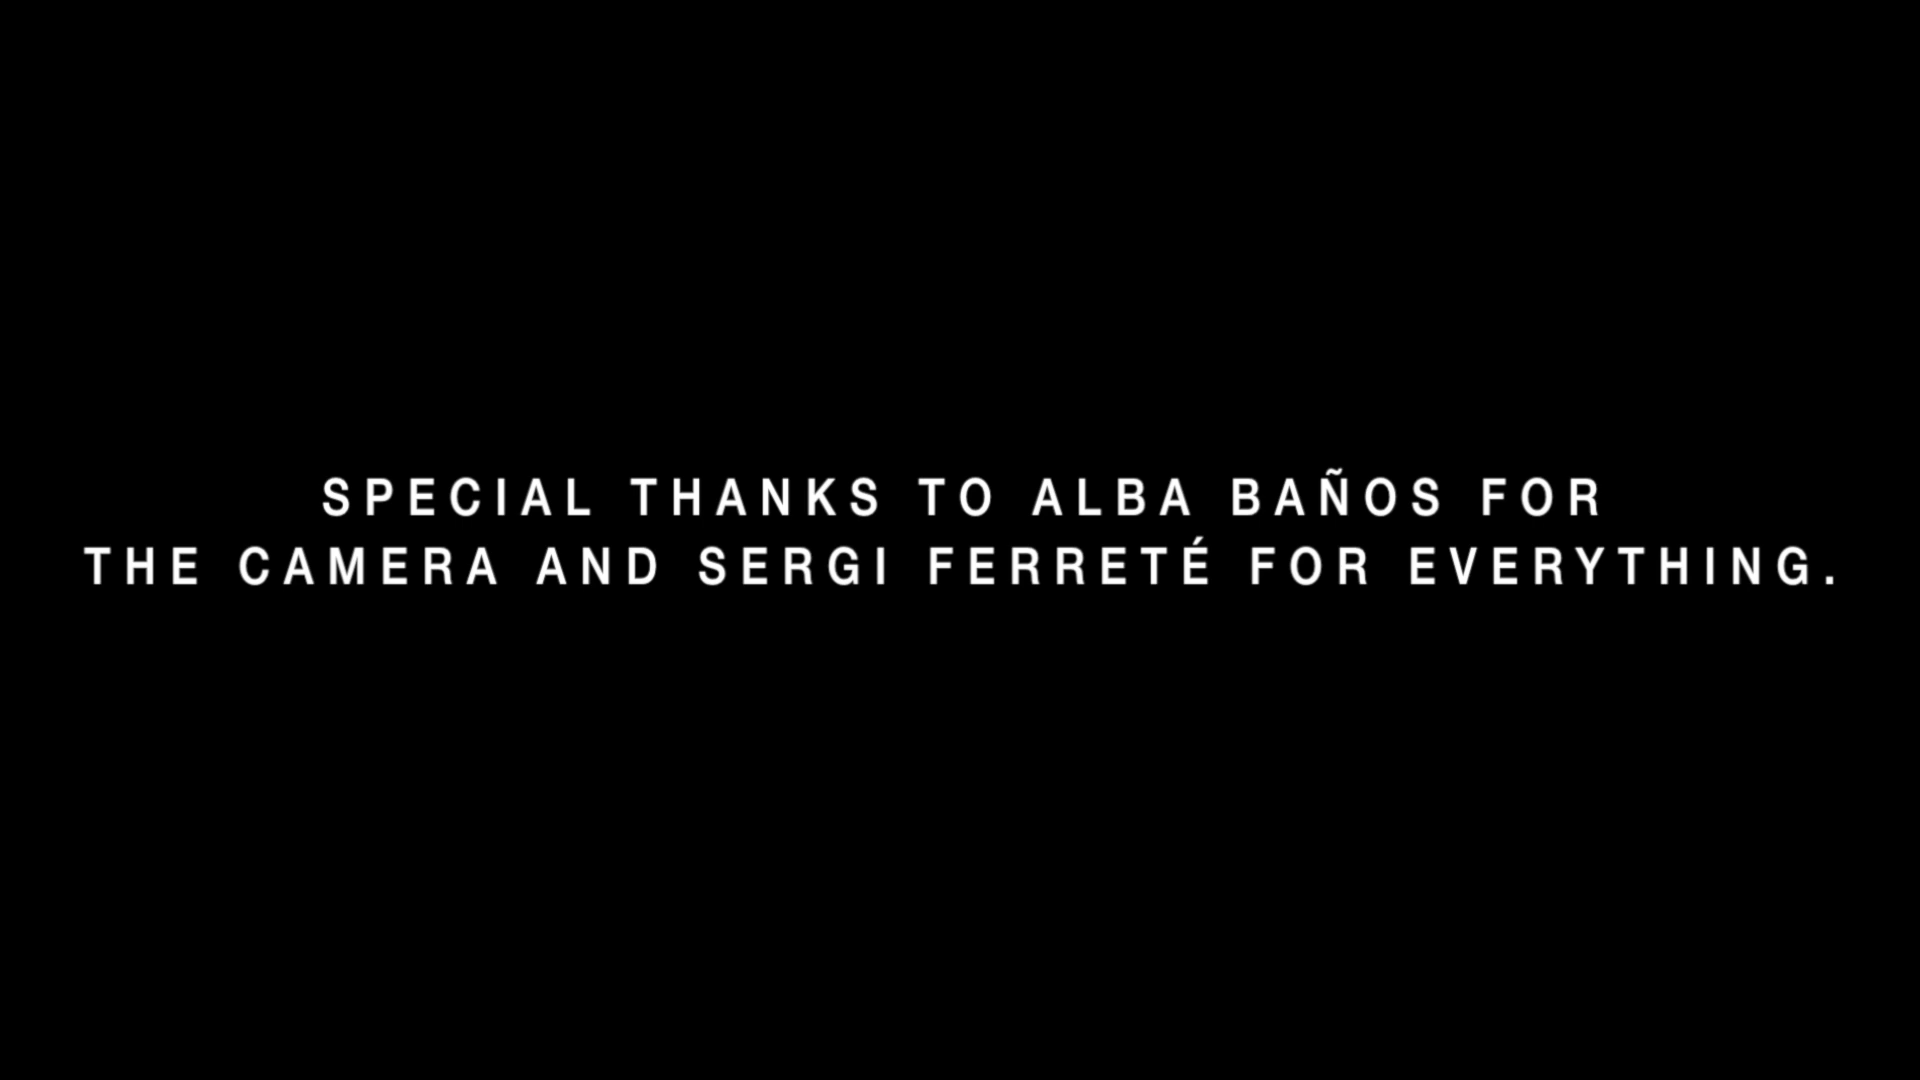 SPECIAL THANKS TO ALBA BAÑOS FOR
THE CAMERA AND SERGI FERRETÉ FOR EVERYTHING.